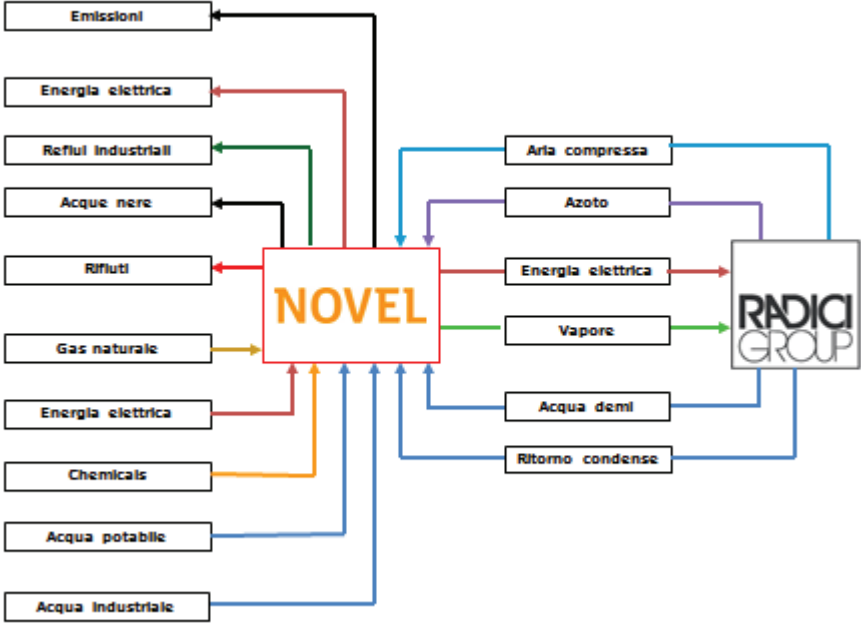 Emissioni
Energia elettrica
Reflui industriali
Acque nere
Rifiuti
Gas naturale
Energia elettrica
Chemicals
Acqua potabile
Acqua industriale
NOVEL
Aria compressa
Azoto
Energia elettrica
Vapore
Acqua demi
Ritorno condense
RADICI
GROUP